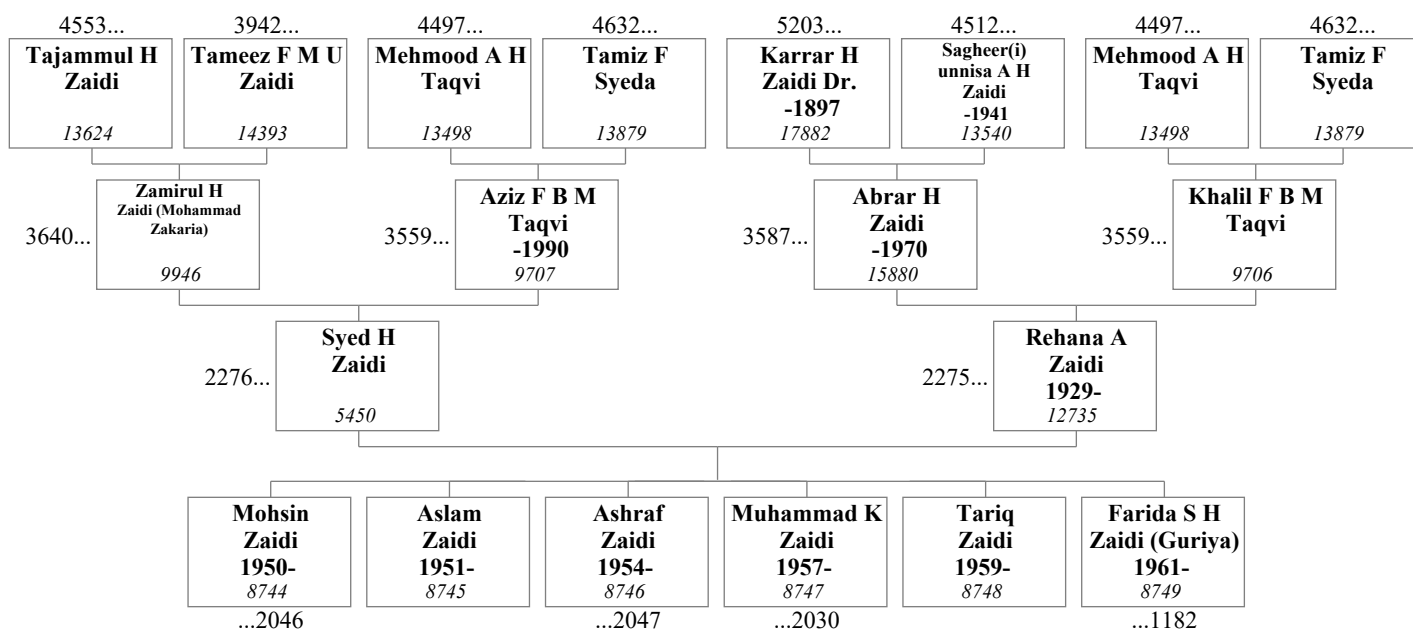 4553... 3942... 4497... 4632... 5203... 4512... 4497... 4632...
Tajammul H
Zaidi
13624
Tameez F M U
Zaidi
14393
Mehmood A H
Taqvi
13498
Tamiz F
Syeda
13879
Karrar H
Zaidi Dr.
-1897
17882
Sagheer(i)
unnisa A H
Zaidi
-1941
13540
Mehmood A H
Taqvi
13498
Tamiz F
Syeda
13879
3640...
Zamirul H
Zaidi (Mohammad
Zakaria)
9946
3559...
Aziz F B M
Taqvi
-1990
9707
3587...
Abrar H
Zaidi
-1970
15880
3559...
Khalil F B M
Taqvi
9706
2276...
Syed H
Zaidi
5450
2275...
Rehana A
Zaidi
1929-
12735
Mohsin
Zaidi
1950-
8744
...2046
Aslam
Zaidi
1951-
8745
Ashraf
Zaidi
1954-
8746
...2047
Muhammad K
Zaidi
1957-
8747
...2030
Tariq
Zaidi
1959-
8748
Farida S H
Zaidi (Guriya)
1961-
8749
...1182